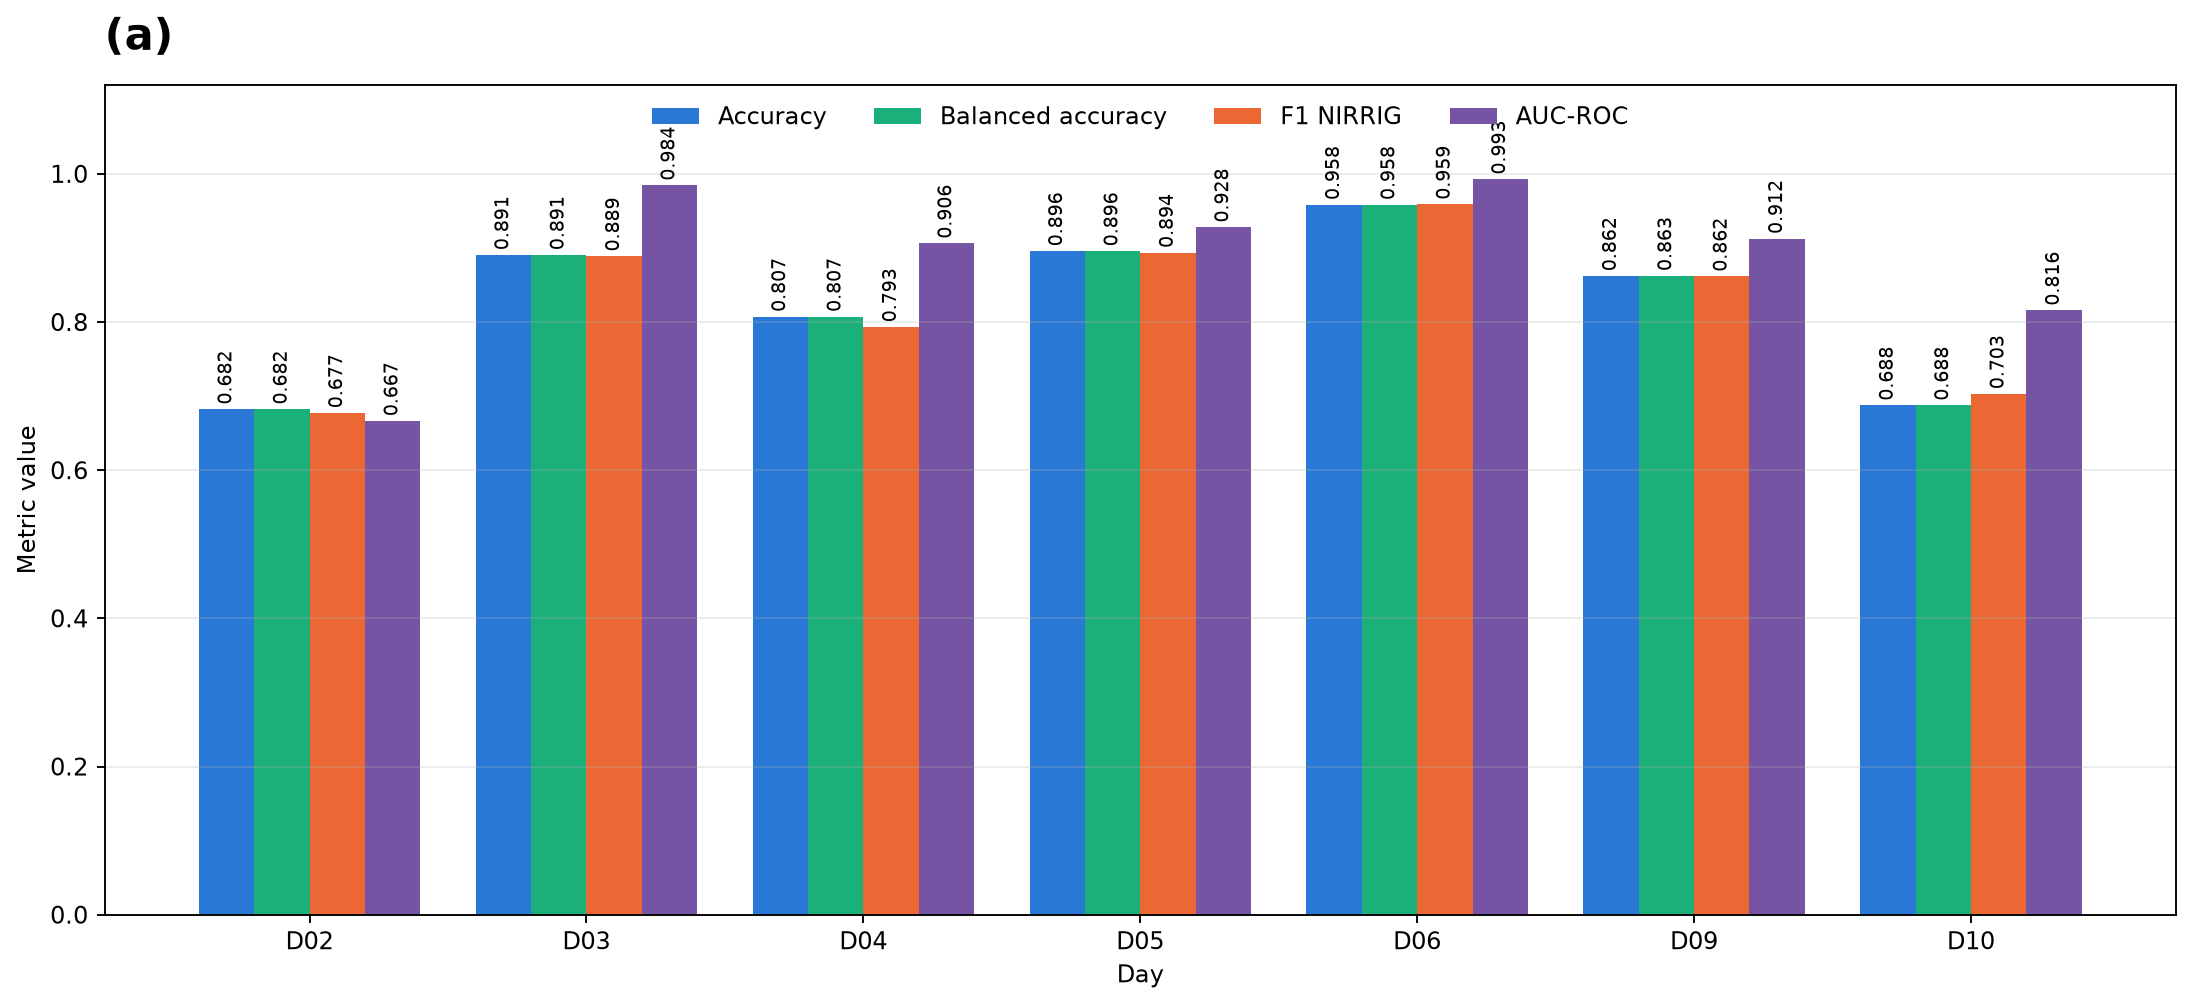 (a)
Accuracy
Balanced accuracy
F1 NIRRIG
AUC-ROC
Metric value
1.0
0.8
0.6
0.4
0.2
0.0
0.682
0.682
0.677
0.667
0.891
0.891
0.889
0.984
0.807
0.807
0.793
0.906
0.896
0.896
0.894
0.928
0.958
0.958
0.959
0.993
0.862
0.863
0.862
0.912
0.688
0.688
0.703
0.816
D02
D03
D04
D05
D06
D09
D10
Day